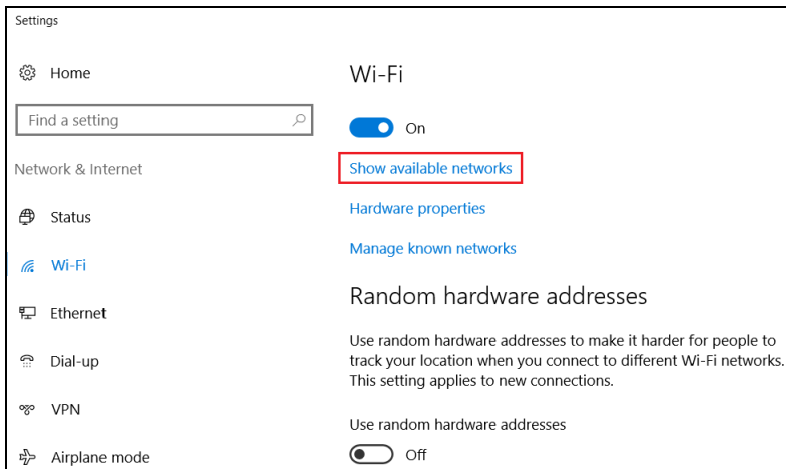 Settings
Home
Find a setting
Network & Internet
Status
Wi-Fi
Ethernet
Dial-up
VPN
Airplane mode
Wi-Fi
On
Show available networks
Hardware properties
Manage known networks
Random hardware addresses
Use random hardware addresses to make it harder for people to
track your location when you connect to different Wi-Fi networks.
This setting applies to new connections.
Use random hardware addresses
Off